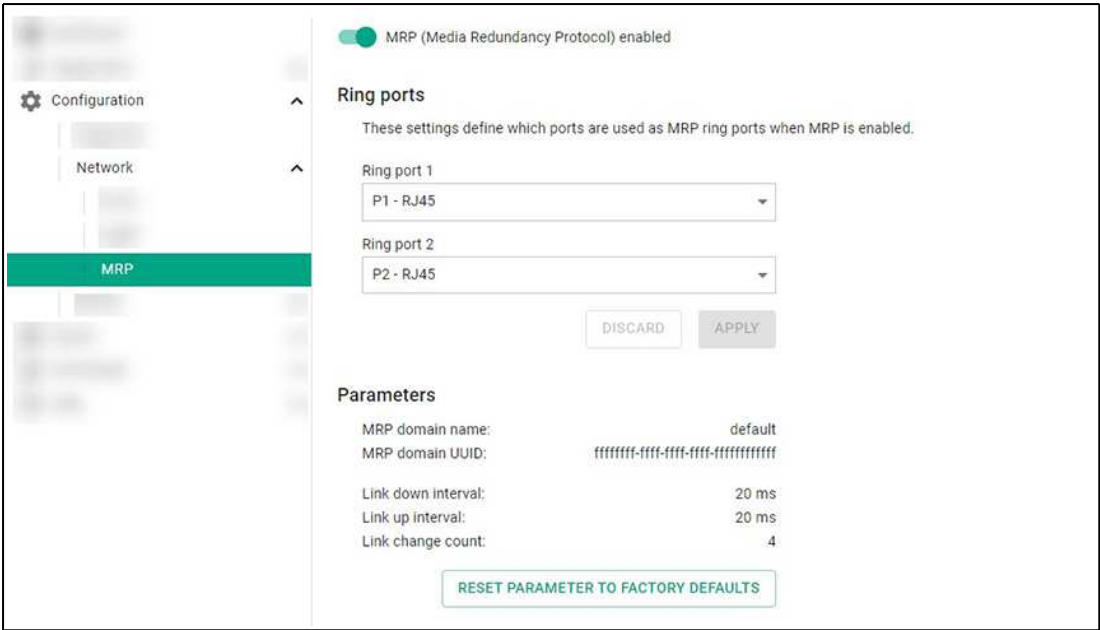 MRP (Media Redundancy Protocol) enabled
Configuration
Network
MRP
Ring ports
These settings define which ports are used as MRP ring ports when MRP is enabled.
Ring port 1
P1 - RJ45
Ring port 2
P2 - RJ45
DISCARD APPLY
Parameters
MRP domain name: default
MRP domain UUID: ffffffff-ffff-ffff-ffff-ffffffffffff
Link down interval: 20 ms
Link up interval: 20 ms
Link change count: 4
RESET PARAMETER TO FACTORY DEFAULTS